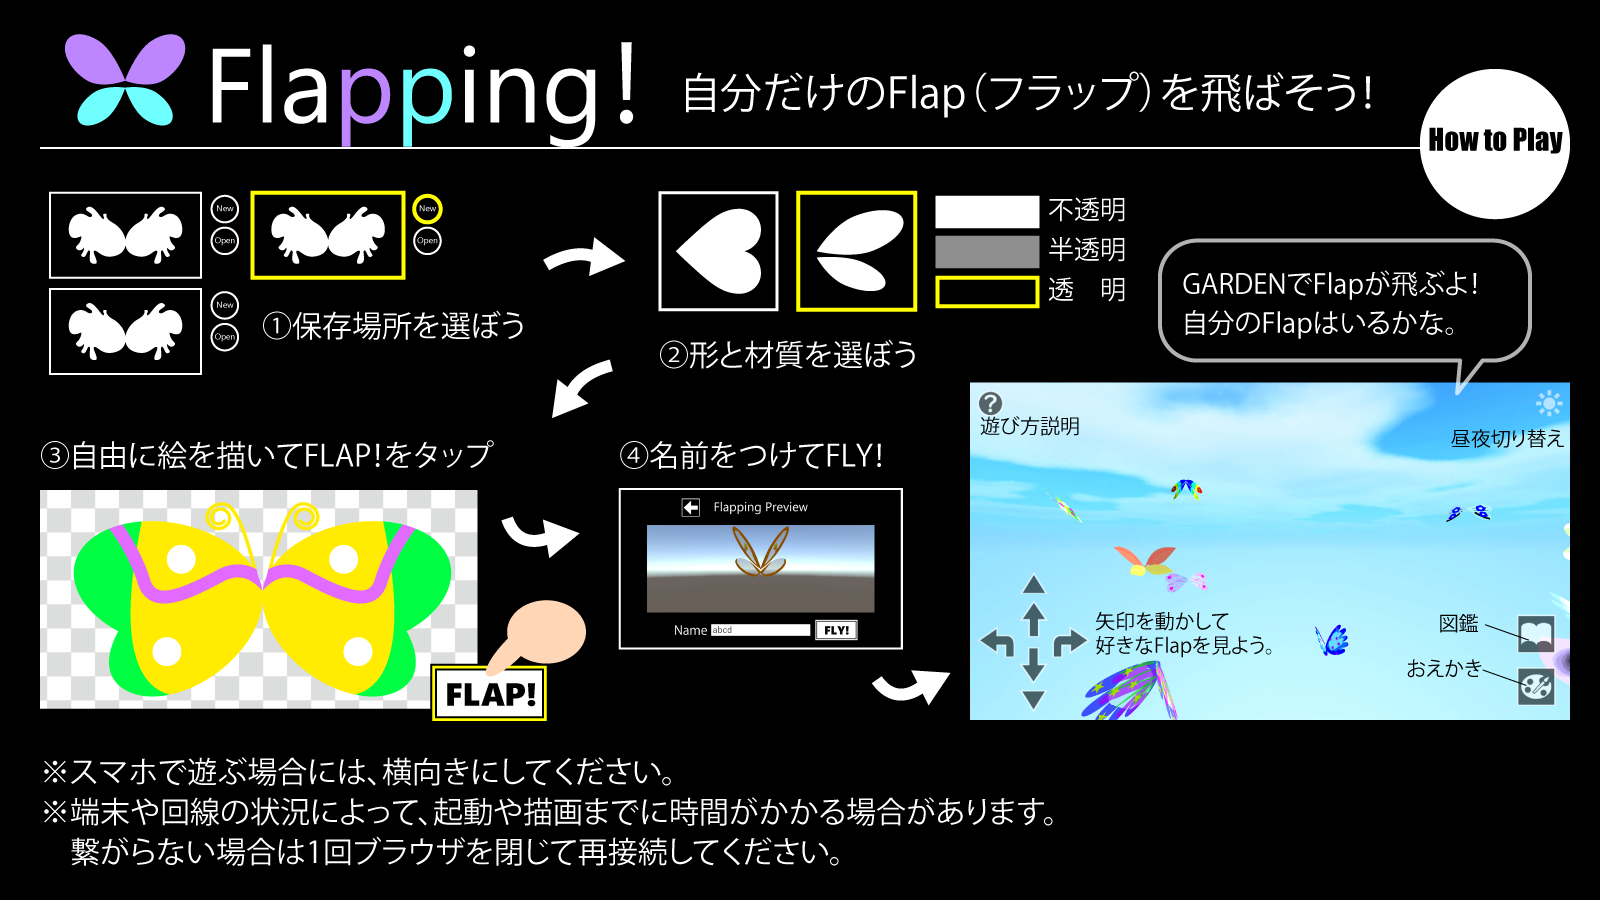 Flapping!
自分だけのFlap（フラップ）を飛ばそう!
How to Play
New
Open
New
Open
New
Open
①保存場所を選ぼう
不透明
半透明
透　明
②形と材質を選ぼう
GARDENでFlapが飛ぶよ!
自分のFlapはいるかな。
③自由に絵を描いてFLAP!をタップ
FLAP!
④名前をつけてFLY!
Flapping Preview
Name abcd FLY!
?
遊び方説明
昼夜切り替え
矢印を動かして
好きなFlapを見よう。
図鑑
おえかき
※スマホで遊ぶ場合には、横向きにしてください。
※端末や回線の状況によって、起動や描画までに時間がかかる場合があります。
繋がらない場合は1回ブラウザを閉じて再接続してください。